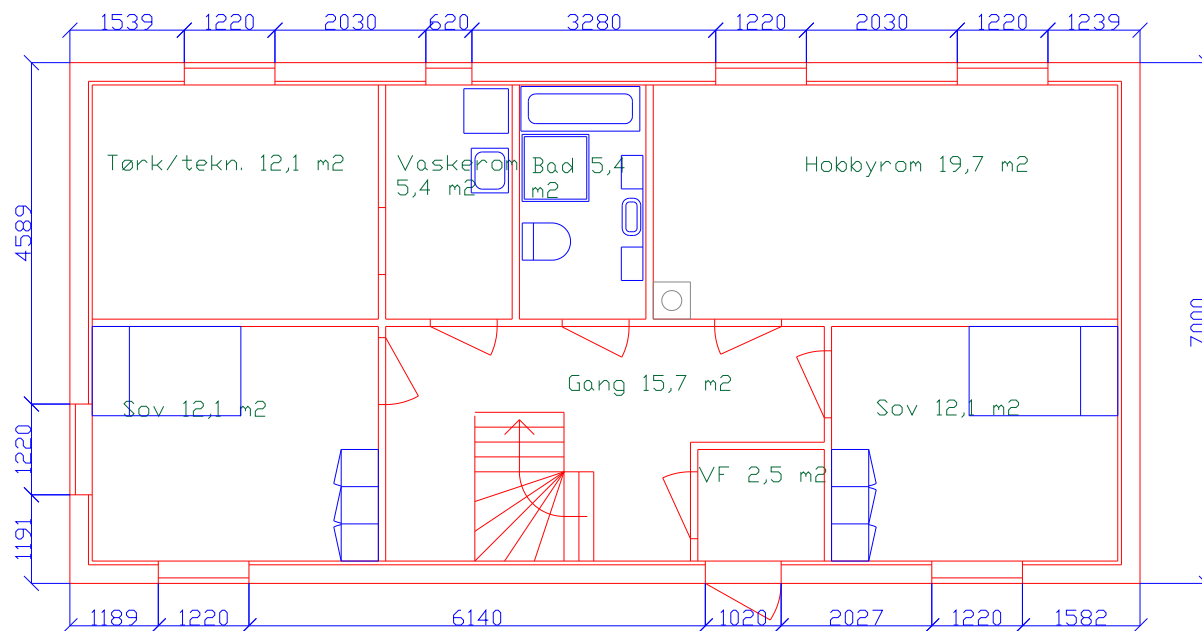 1539 1220 2030 620 3280 1220 2030 1220 1239
Tørk/tekn. 12,1 m2
Vaskerom
5,4 m2
Bad 5,4
m2
Hobbyrom 19,7 m2
4589
7000
Gang 15,7 m2
Sov 12,1 m2
Sov 12,1 m2
1220
VF 2,5 m2
1191
1189 1220 6140 1020 2027 1220 1582